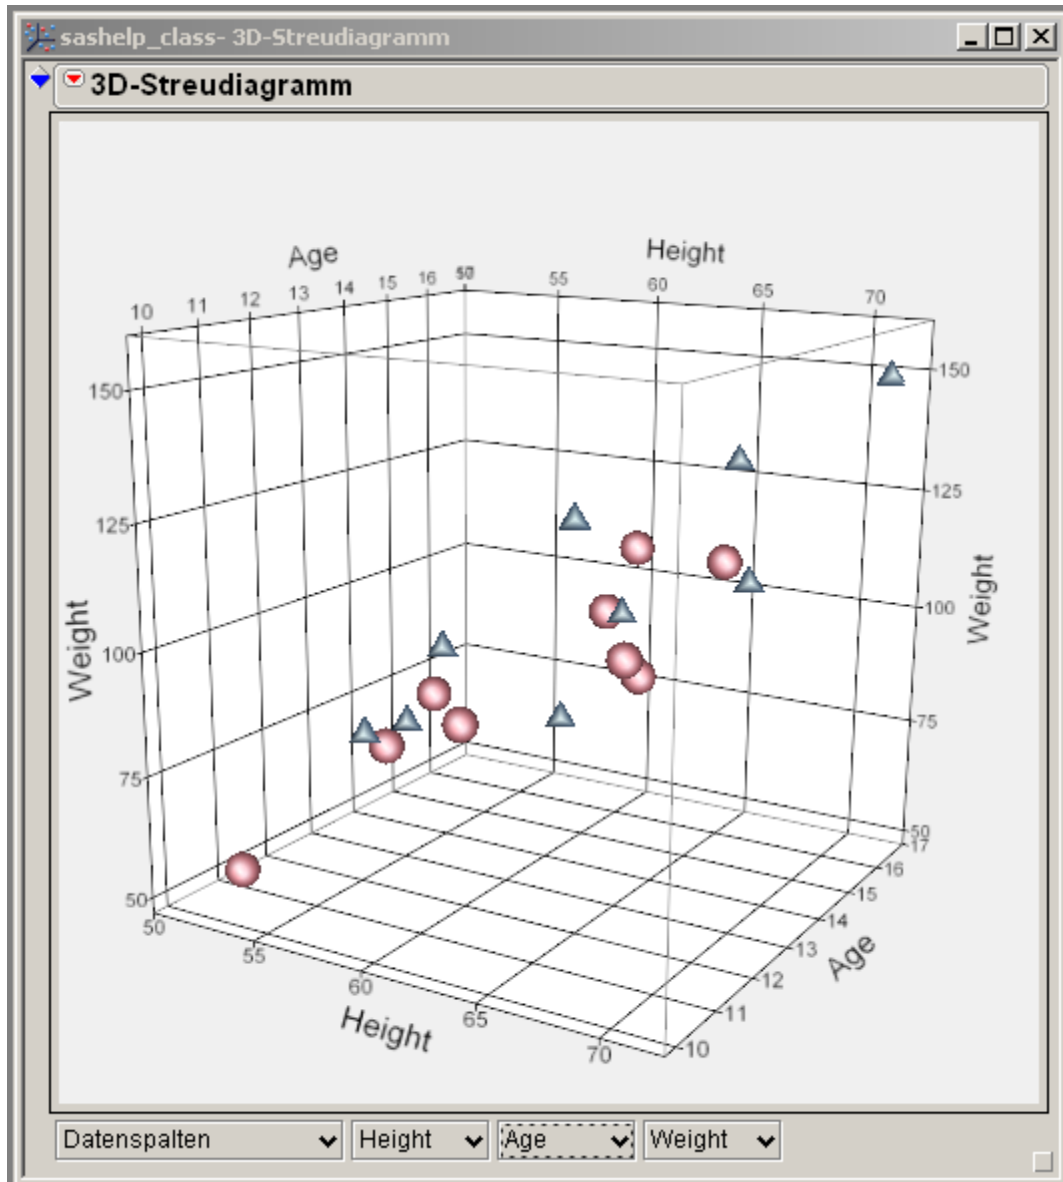 sashelp_class- 3D-Streudiagramm
3D-Streudiagramm
Age
Height
10 11 12 13 14 15 16
50 55 60 65 70
150
125
100
75
50
Weight
150
125
100
75
50
Weight
50
55
60
65
70
Height
17
16
15
14
13
12
11
10
Age
Datenspalten Height Age Weight